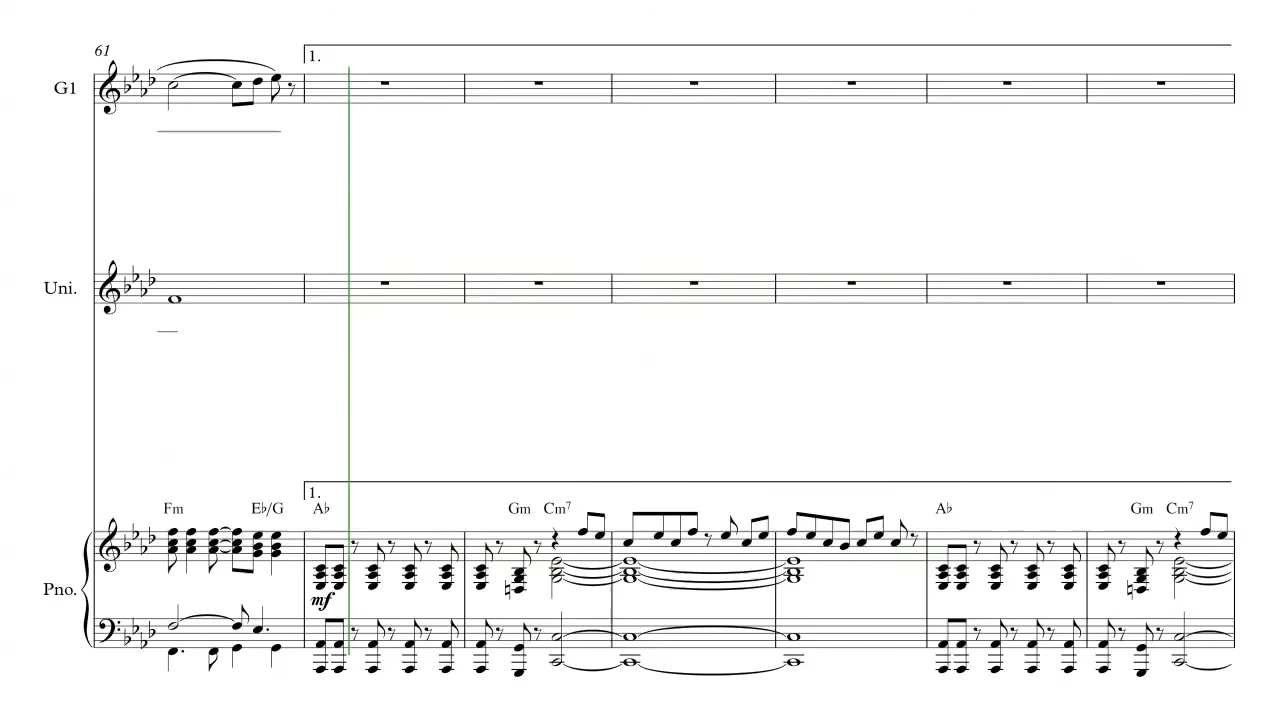 61
1.
G1
Uni.
1.
Fm E♭/G A♭ Gm Cm7 A♭ Gm Cm7
Pno.
mf